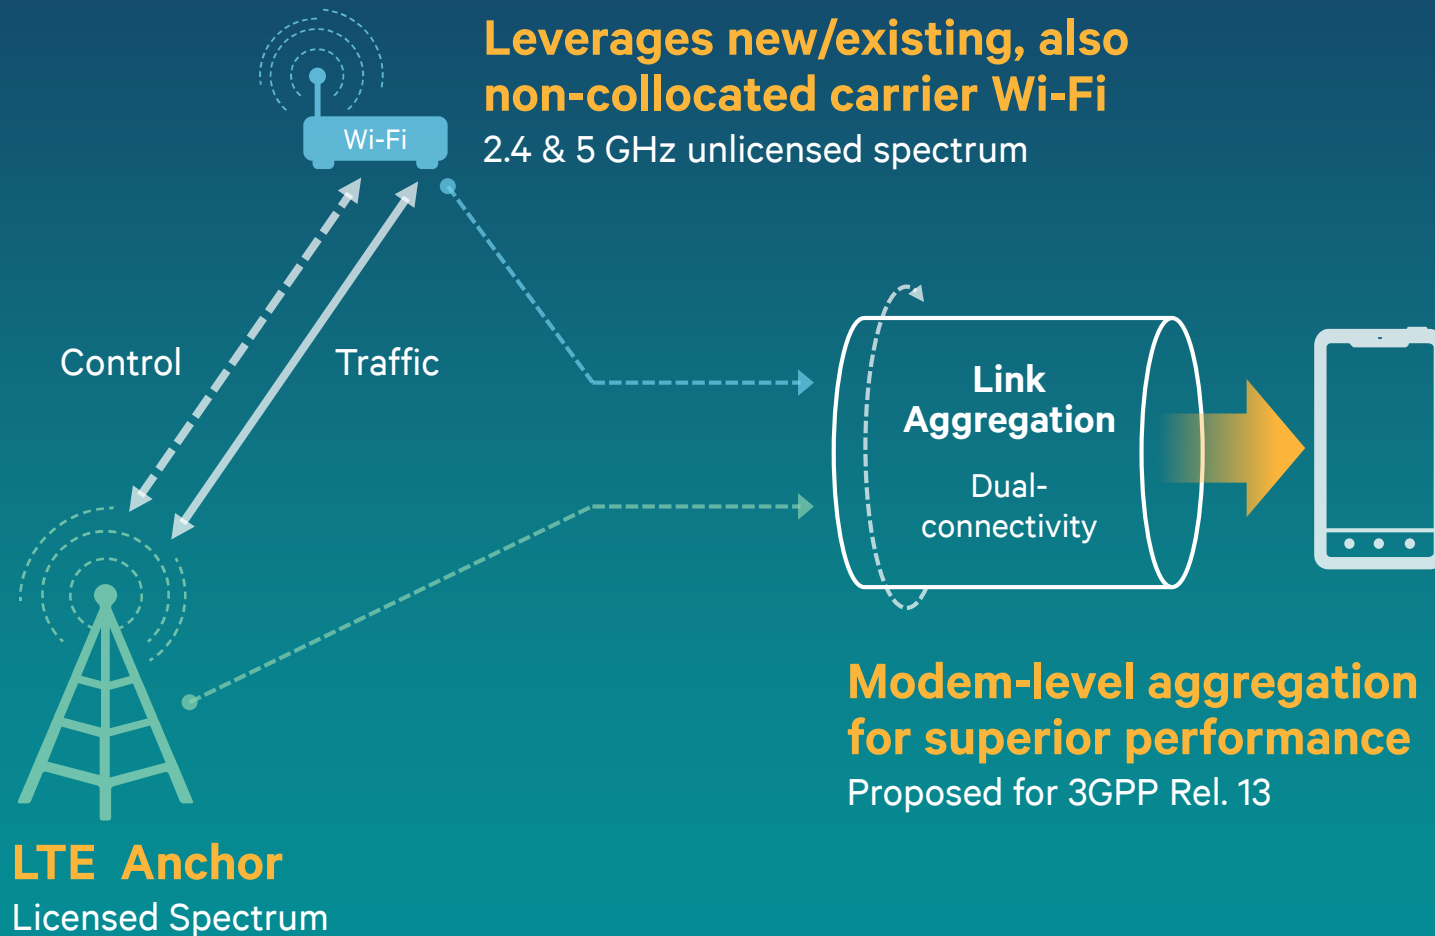 Leverages new/existing, also
non-collocated carrier Wi-Fi
2.4 & 5 GHz unlicensed spectrum
Wi-Fi
Control
Traffic
Link
Aggregation
Dual-
connectivity
Modem-level aggregation
for superior performance
Proposed for 3GPP Rel. 13
LTE Anchor
Licensed Spectrum